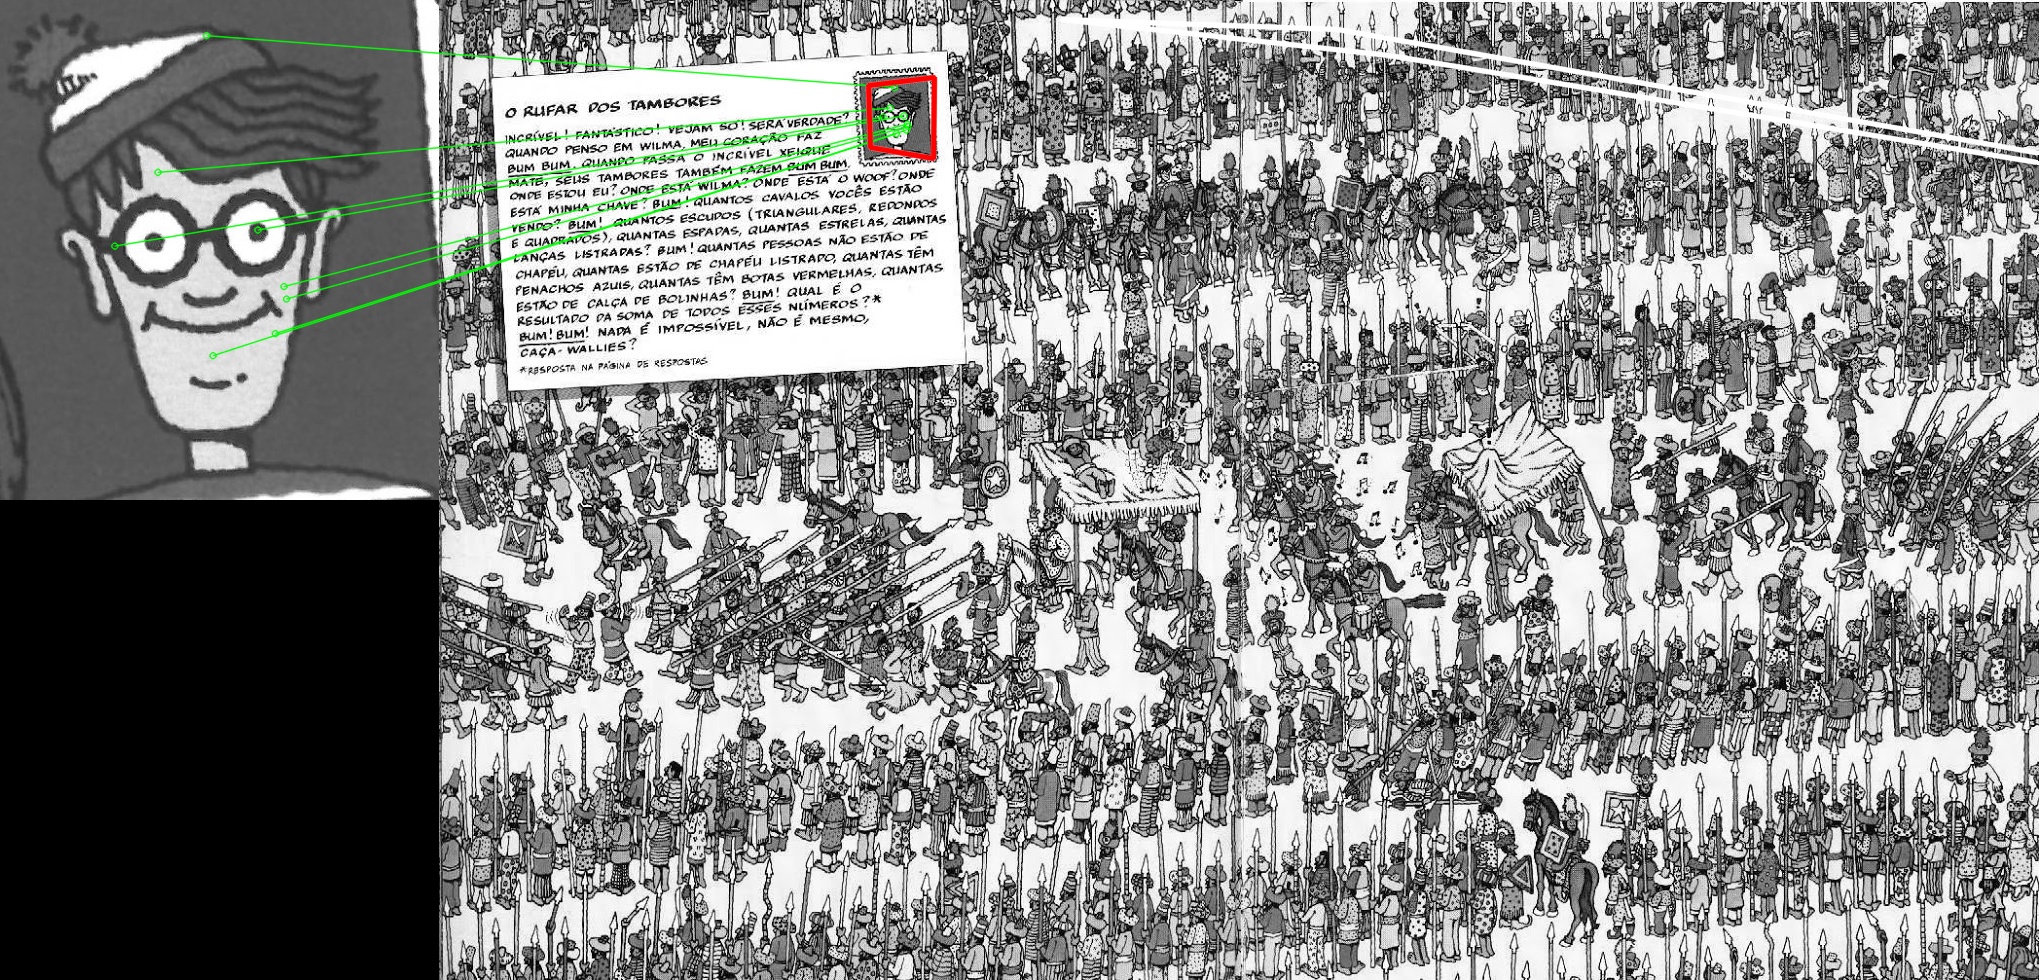 O RUFAR DOS TAMBORES
INCRÍVEL! FANTÁSTICO! VEJAM SÓ! SERÁ VERDADE?
QUANDO PENSO EM WILMA, MEU CORAÇÃO FAZ
BUM BUM. QUANDO PASSA O INCRÍVEL XEIQUE
MATE, SEUS TAMBORES TAMBÉM FAZEM BUM BUM.
ONDE ESTOU EU? ONDE ESTÁ WILMA? ONDE ESTÁ O WOOF? ONDE
ESTÁ MINHA CHAVE? BUM! QUANTOS CAVALOS VOCÊS ESTÃO
VENDO? BUM! QUANTOS ESCUDOS (TRIANGULARES, REDONDOS
E QUADRADOS), QUANTAS ESPADAS, QUANTAS ESTRELAS, QUANTAS
LANÇAS LISTRADAS? BUM! QUANTAS PESSOAS NÃO ESTÃO DE
CHAPÉU, QUANTAS ESTÃO DE CHAPÉU LISTRADO, QUANTAS TÊM
PENACHOS AZUIS, QUANTAS TÊM BOTAS VERMELHAS, QUANTAS
ESTÃO DE CALÇA DE BOLINHAS? BUM! QUAL É O
RESULTADO DA SOMA DE TODOS ESSES NÚMEROS?*
BUM! BUM! NADA É IMPOSSÍVEL, NÃO É MESMO,
CAÇA-WALLIES?
*RESPOSTA NA PÁGINA DE RESPOSTAS